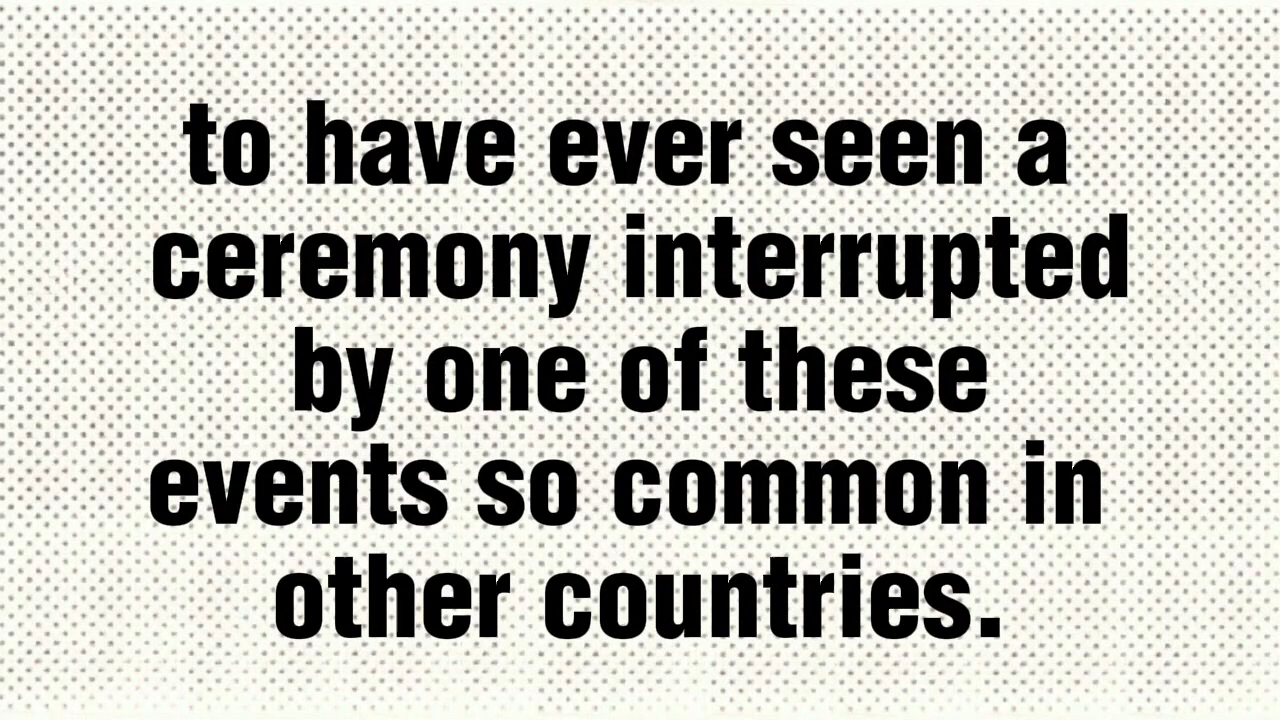 to have ever seen a
ceremony interrupted
by one of these
events so common in
other countries.